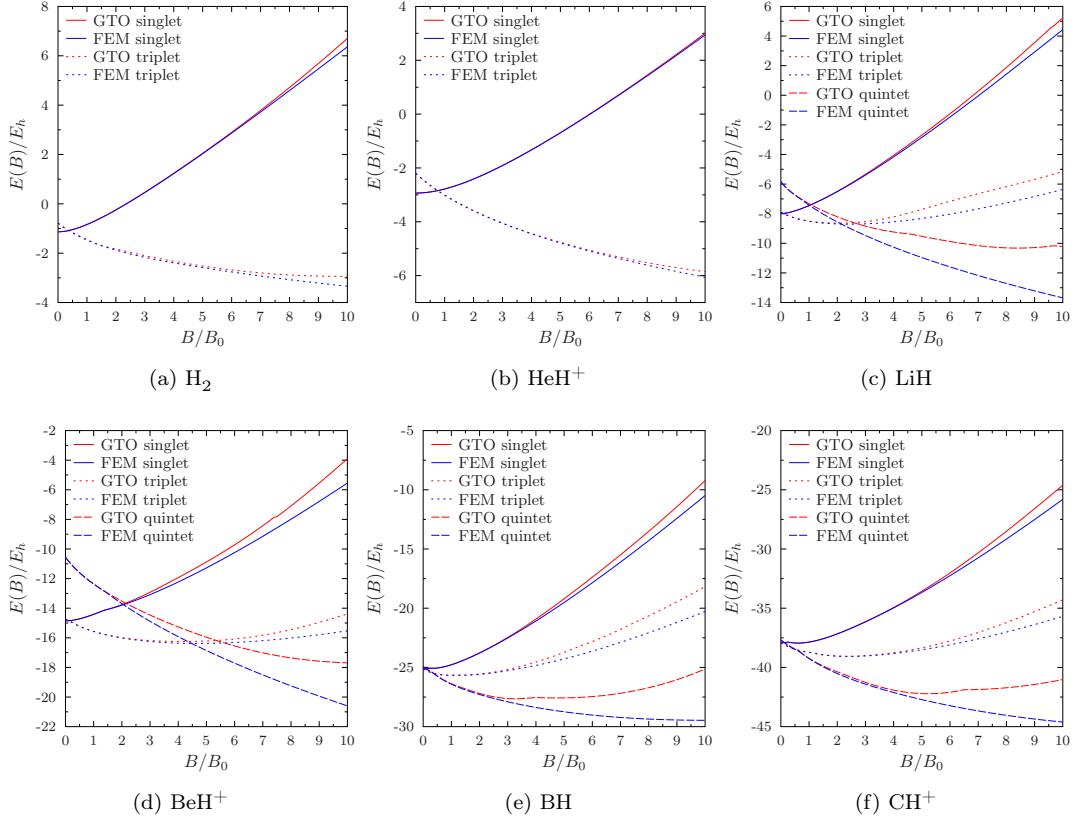 8
6
4
2
0
-2
-4
0 1 2 3 4 5 6 7 8 9 10
E(B)/E_h
B/B_0
GTO singlet
FEM singlet
GTO triplet
FEM triplet
(a) H_2
4
2
0
-2
-4
-6
0 1 2 3 4 5 6 7 8 9 10
E(B)/E_h
B/B_0
GTO singlet
FEM singlet
GTO triplet
FEM triplet
(b) HeH^+
6
4
2
0
-2
-4
-6
-8
-10
-12
-14
0 1 2 3 4 5 6 7 8 9 10
E(B)/E_h
B/B_0
GTO singlet
FEM singlet
GTO triplet
FEM triplet
GTO quintet
FEM quintet
(c) LiH
-2
-4
-6
-8
-10
-12
-14
-16
-18
-20
-22
0 1 2 3 4 5 6 7 8 9 10
E(B)/E_h
B/B_0
GTO singlet
FEM singlet
GTO triplet
FEM triplet
GTO quintet
FEM quintet
(d) BeH^+
-5
-10
-15
-20
-25
-30
0 1 2 3 4 5 6 7 8 9 10
E(B)/E_h
B/B_0
GTO singlet
FEM singlet
GTO triplet
FEM triplet
GTO quintet
FEM quintet
(e) BH
-20
-25
-30
-35
-40
-45
0 1 2 3 4 5 6 7 8 9 10
E(B)/E_h
B/B_0
GTO singlet
FEM singlet
GTO triplet
FEM triplet
GTO quintet
FEM quintet
(f) CH^+